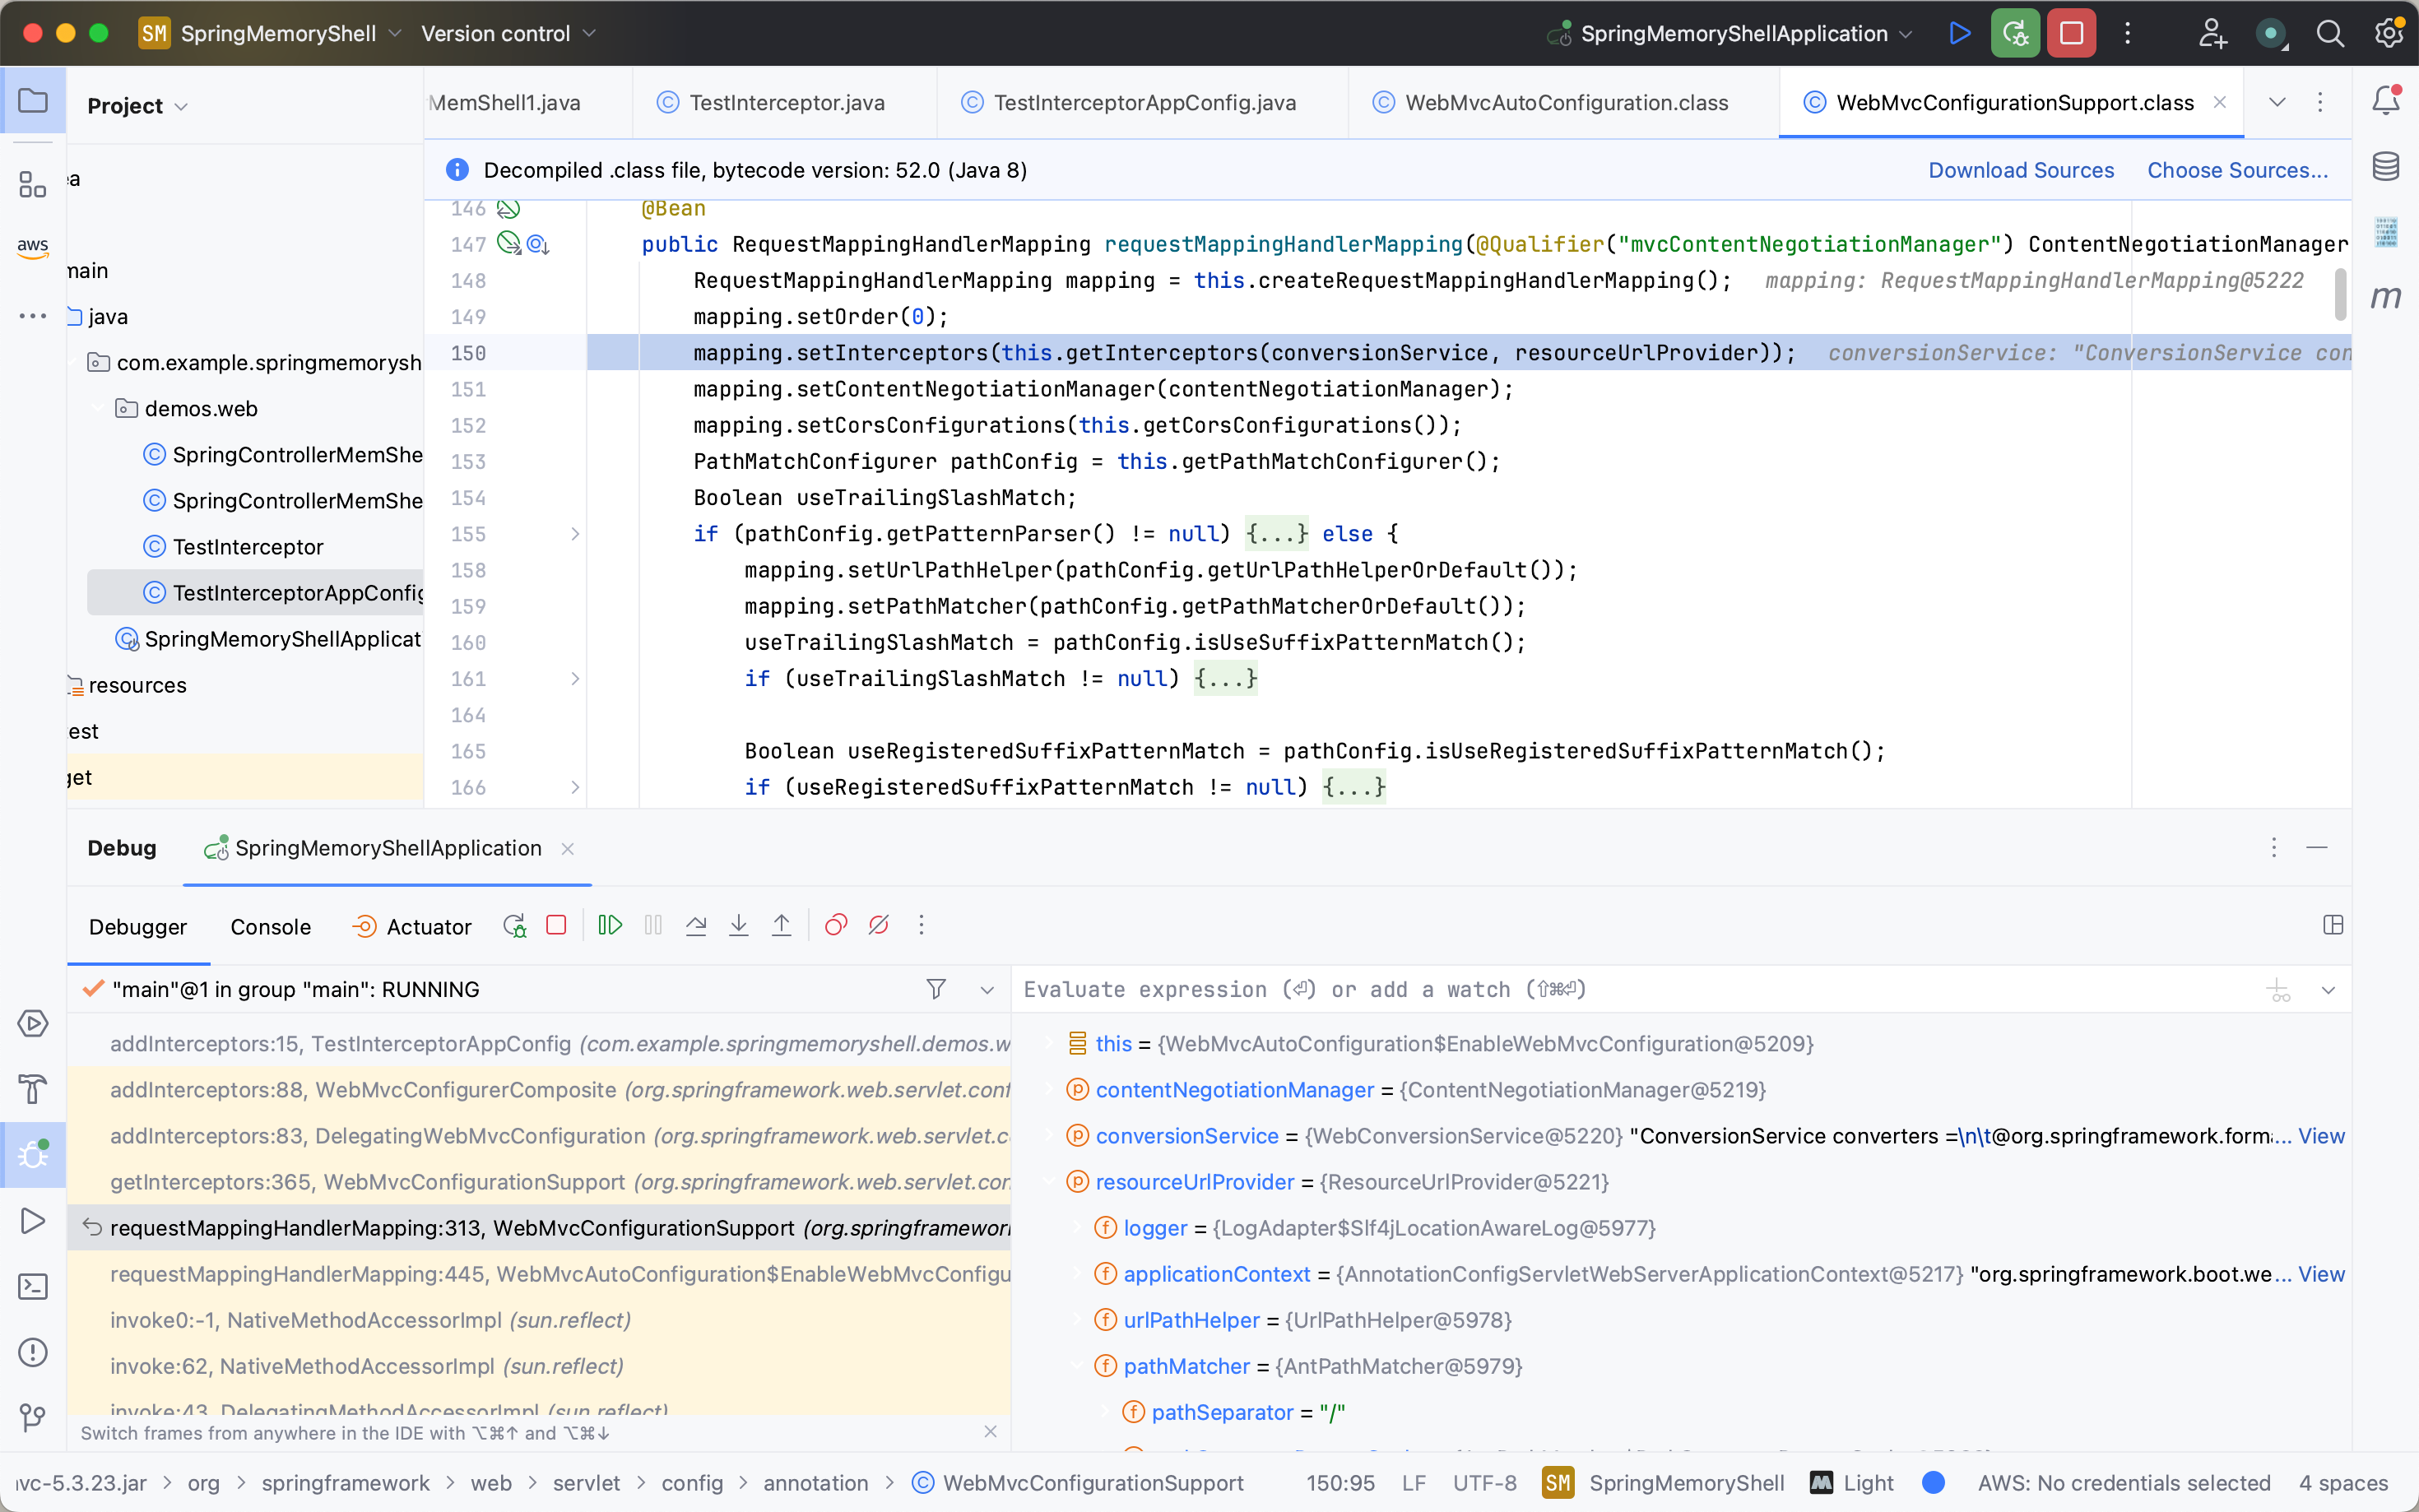 SM SpringMemoryShell Version control SpringMemoryShellApplication
Project
MemShell1.java TestInterceptor.java TestInterceptorAppConfig.java WebMvcAutoConfiguration.class WebMvcConfigurationSupport.class
Decompiled .class file, bytecode version: 52.0 (Java 8) Download Sources Choose Sources...
ea
aws
main
java
com.example.springmemorysh
demos.web
SpringControllerMemShe
SpringControllerMemShe
TestInterceptor
TestInterceptorAppConfig
SpringMemoryShellApplicat
resources
est
get
146 @Bean
147 public RequestMappingHandlerMapping requestMappingHandlerMapping(@Qualifier("mvcContentNegotiationManager") ContentNegotiationManager
148 RequestMappingHandlerMapping mapping = this.createRequestMappingHandlerMapping(); mapping: RequestMappingHandlerMapping@5222
149 mapping.setOrder(0);
150 mapping.setInterceptors(this.getInterceptors(conversionService, resourceUrlProvider)); conversionService: "ConversionService con
151 mapping.setContentNegotiationManager(contentNegotiationManager);
152 mapping.setCorsConfigurations(this.getCorsConfigurations());
153 PathMatchConfigurer pathConfig = this.getPathMatchConfigurer();
154 Boolean useTrailingSlashMatch;
155 if (pathConfig.getPatternParser() != null) {...} else {
158 mapping.setUrlPathHelper(pathConfig.getUrlPathHelperOrDefault());
159 mapping.setPathMatcher(pathConfig.getPathMatcherOrDefault());
160 useTrailingSlashMatch = pathConfig.isUseSuffixPatternMatch();
161 if (useTrailingSlashMatch != null) {...}
164
165 Boolean useRegisteredSuffixPatternMatch = pathConfig.isUseRegisteredSuffixPatternMatch();
166 if (useRegisteredSuffixPatternMatch != null) {...}
Debug SpringMemoryShellApplication
Debugger Console Actuator
"main"@1 in group "main": RUNNING
addInterceptors:15, TestInterceptorAppConfig (com.example.springmemoryshell.demos.w
addInterceptors:88, WebMvcConfigurerComposite (org.springframework.web.servlet.conf
addInterceptors:83, DelegatingWebMvcConfiguration (org.springframework.web.servlet.c
getInterceptors:365, WebMvcConfigurationSupport (org.springframework.web.servlet.con
requestMappingHandlerMapping:313, WebMvcConfigurationSupport (org.springframewor
requestMappingHandlerMapping:445, WebMvcAutoConfiguration$EnableWebMvcConfigu
invoke0:-1, NativeMethodAccessorImpl (sun.reflect)
invoke:62, NativeMethodAccessorImpl (sun.reflect)
invoke:43, DelegatingMethodAccessorImpl (sun.reflect)
Switch frames from anywhere in the IDE with ⌥⌘↑ and ⌥⌘↓
Evaluate expression (⏎) or add a watch (⇧⌘⏎)
this = {WebMvcAutoConfiguration$EnableWebMvcConfiguration@5209}
contentNegotiationManager = {ContentNegotiationManager@5219}
conversionService = {WebConversionService@5220} "ConversionService converters =\n\t@org.springframework.form... View
resourceUrlProvider = {ResourceUrlProvider@5221}
logger = {LogAdapter$Slf4jLocationAwareLog@5977}
applicationContext = {AnnotationConfigServletWebServerApplicationContext@5217} "org.springframework.boot.we... View
urlPathHelper = {UrlPathHelper@5978}
pathMatcher = {AntPathMatcher@5979}
pathSeparator = "/"
vc-5.3.23.jar > org > springframework > web > servlet > config > annotation > WebMvcConfigurationSupport 150:95 LF UTF-8 SM SpringMemoryShell Light AWS: No credentials selected 4 spaces